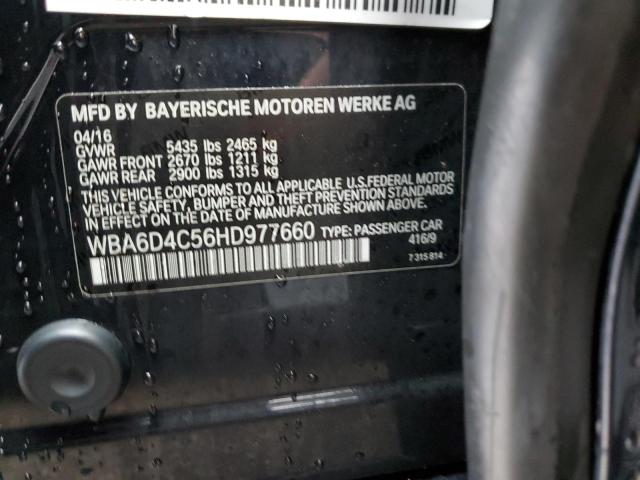 MFD BY BAYERISCHE MOTOREN WERKE AG
04/16
GVWR 5435 lbs 2465 kg
GAWR FRONT 2670 lbs 1211 kg
GAWR REAR 2900 lbs 1315 kg
THIS VEHICLE CONFORMS TO ALL APPLICABLE U.S. FEDERAL MOTOR
VEHICLE SAFETY, BUMPER, AND THEFT PREVENTION STANDARDS
IN EFFECT ON THE DATE OF MANUFACTURE SHOWN ABOVE.
WBA6D4C56HD977660 TYPE: PASSENGER CAR
416/9
7 315 814